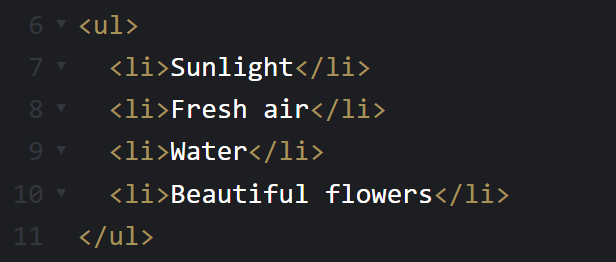 6 <ul>
7 <li>Sunlight</li>
8 <li>Fresh air</li>
9 <li>Water</li>
10 <li>Beautiful flowers</li>
11 </ul>